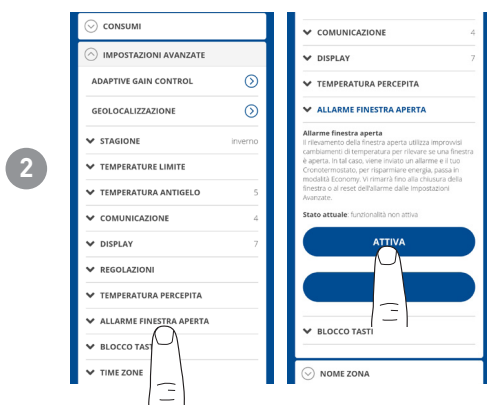 2
CONSUMI
IMPOSTAZIONI AVANZATE
ADAPTIVE GAIN CONTROL
GEOLOCALIZZAZIONE
STAGIONE inverno
TEMPERATURE LIMITE
TEMPERATURA ANTIGELO 5
COMUNICAZIONE 4
DISPLAY 7
REGOLAZIONI
TEMPERATURA PERCEPITA
ALLARME FINESTRA APERTA
BLOCCO TAST
TIME ZONE
COMUNICAZIONE 4
DISPLAY 7
TEMPERATURA PERCEPITA
ALLARME FINESTRA APERTA
Allarme finestra aperta
Il rilevamento della finestra aperta utilizza improvisi
cambiamenti di temperatura per rilevare se una finestra
è aperta. In tal caso, viene inviato un allarme e il tuo
Cronotermostato, per risparmiare energia, passa in
modalità Economy. Vi rimarrà fino alla chiusura della
finestra o al reset dell'allarme dalle Impostazioni
Avanzate.
Stato attuale: funzionalità non attiva
ATTIVA
BLOCCO TASTI
NOME ZONA